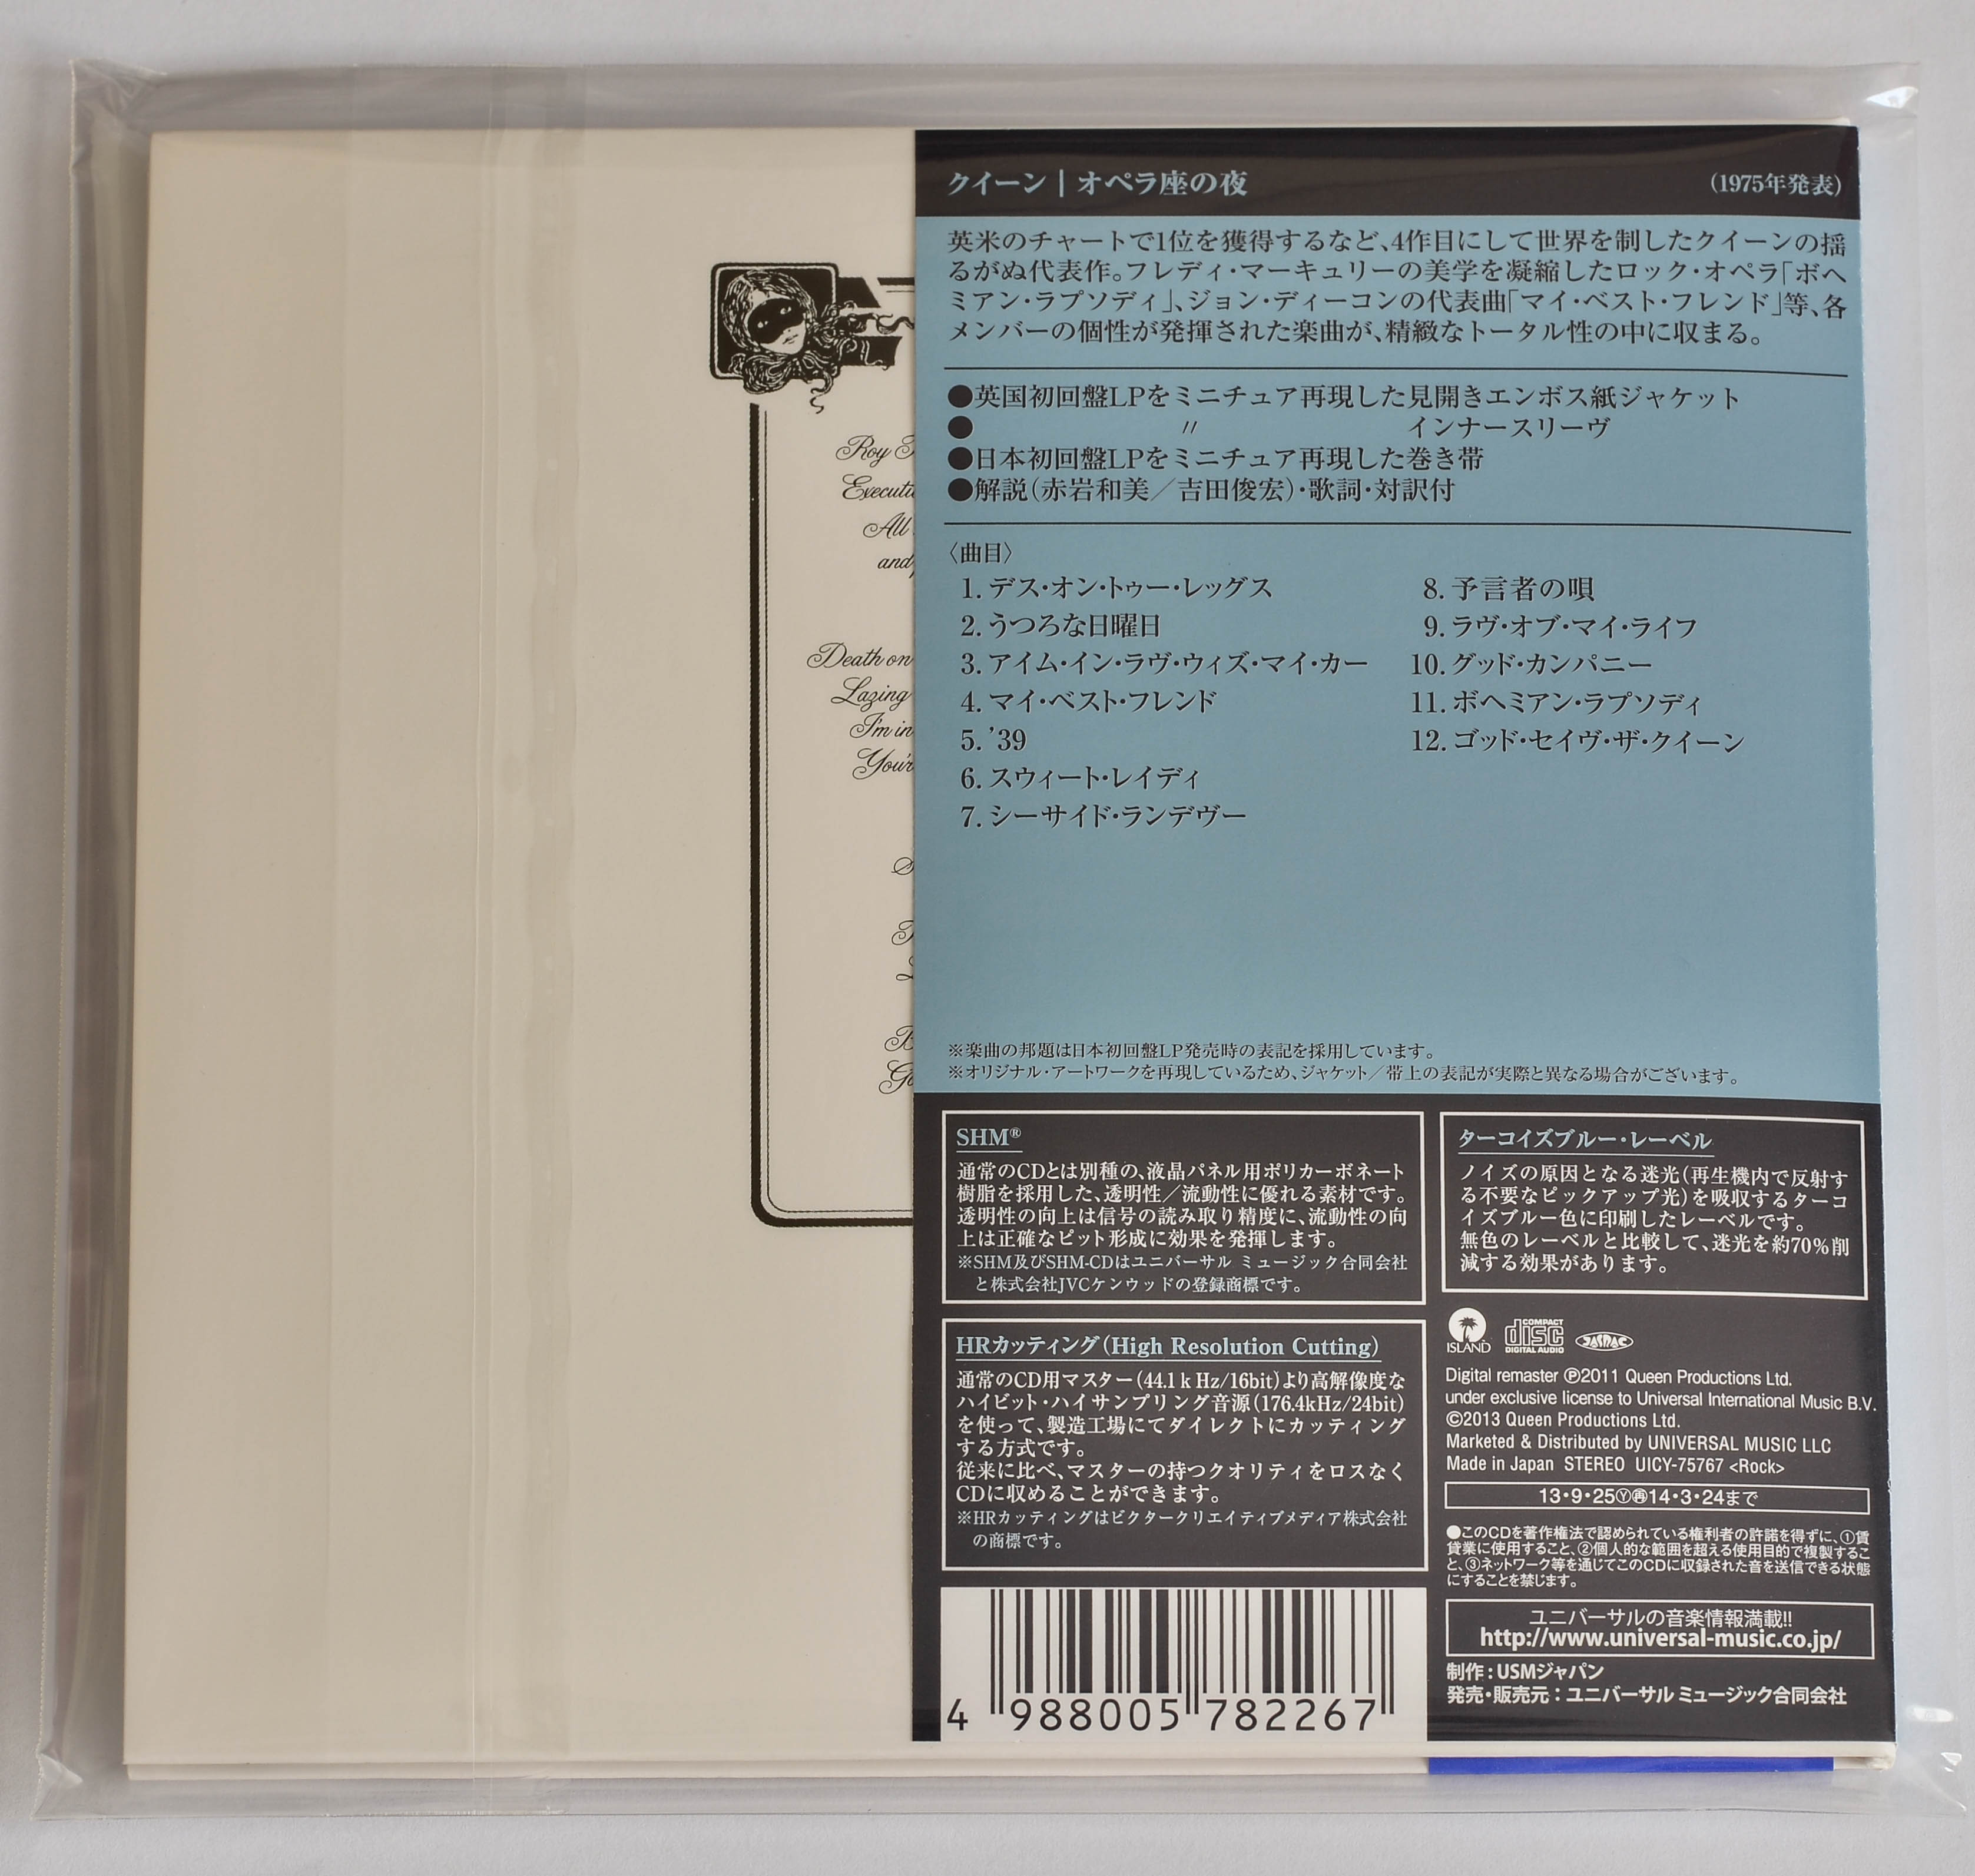 クイーン | オペラ座の夜 (1975年発表)
英米のチャートで1位を獲得するなど、4作目にして世界を制したクイーンの揺
るがぬ代表作。フレディ・マーキュリーの美学を凝縮したロック・オペラ「ボヘ
ミアン・ラプソディ」、ジョン・ディーコンの代表曲「マイ・ベスト・フレンド」等、各
メンバーの個性が発揮された楽曲が、精緻なトータル性の中に収まる。
●英国初回盤LPをミニチュア再現した見開きエンボス紙ジャケット
● 〃 インナースリーヴ
●日本初回盤LPをミニチュア再現した巻き帯
●解説(赤岩和美／吉田俊宏)・歌詞・対訳付
〈曲目〉
1. デス・オン・トゥー・レッグス
2. うつろな日曜日
3. アイム・イン・ラヴ・ウィズ・マイ・カー
4. マイ・ベスト・フレンド
5. '39
6. スウィート・レイディ
7. シーサイド・ランデヴー
8. 予言者の唄
9. ラヴ・オブ・マイ・ライフ
10. グッド・カンパニー
11. ボヘミアン・ラプソディ
12. ゴッド・セイヴ・ザ・クイーン
※楽曲の邦題は日本初回盤LP発売時の表記を採用しています。
※オリジナル・アートワークを再現しているため、ジャケット／帯上の表記が実際と異なる場合がございます。
SHM®
通常のCDとは別種の、液晶パネル用ポリカーボネート
樹脂を採用した、透明性／流動性に優れる素材です。
透明性の向上は信号の読み取り精度に、流動性の向
上は正確なピット形成に効果を発揮します。
※SHM及びSHM-CDはユニバーサル ミュージック合同会社
と株式会社JVCケンウッドの登録商標です。
HRカッティング(High Resolution Cutting)
通常のCD用マスター(44.1kHz/16bit)より高解像度な
ハイビット・ハイサンプリング音源(176.4kHz/24bit)
を使って、製造工場にてダイレクトにカッティング
する方式です。
従来に比べ、マスターの持つクオリティをロスなく
CDに収めることができます。
※HRカッティングはビクタークリエイティブメディア株式会社
の商標です。
4 988005 782267
ターコイズブルー・レーベル
ノイズの原因となる迷光(再生機内で反射す
る不要なピックアップ光)を吸収するターコ
イズブルー色に印刷したレーベルです。
無色のレーベルと比較して、迷光を約70%削
減する効果があります。
ISLAND COMPACT disc DIGITAL AUDIO JASRAC
Digital remaster ℗2011 Queen Productions Ltd.
under exclusive license to Universal International Music B.V.
©2013 Queen Productions Ltd.
Marketed & Distributed by UNIVERSAL MUSIC LLC
Made in Japan STEREO UICY-75767 <Rock>
13・9・25Ⓨ再14・3・24まで
●このCDを著作権法で認められている権利者の許諾を得ずに、①賃
貸業に使用すること、②個人的な範囲を超える使用目的で複製するこ
と、③ネットワーク等を通じてこのCDに収録された音を送信できる状態
にすることを禁じます。
ユニバーサルの音楽情報満載!!
http://www.universal-music.co.jp/
制作：USMジャパン
発売・販売元：ユニバーサル ミュージック合同会社
Roy
Executi
All
and
Death on
Lazing
I'm in
You'r